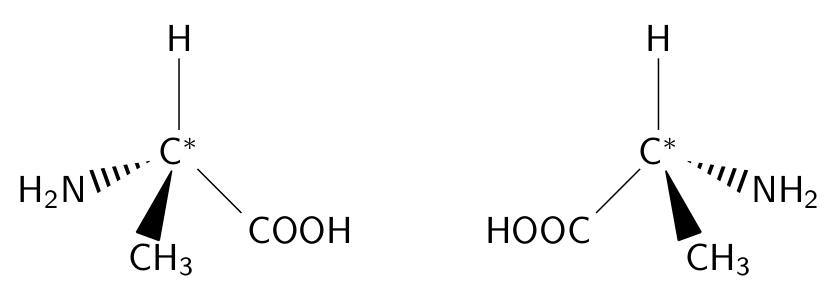 H H
C* C*
H₂N NH₂
COOH HOOC
CH₃ CH₃